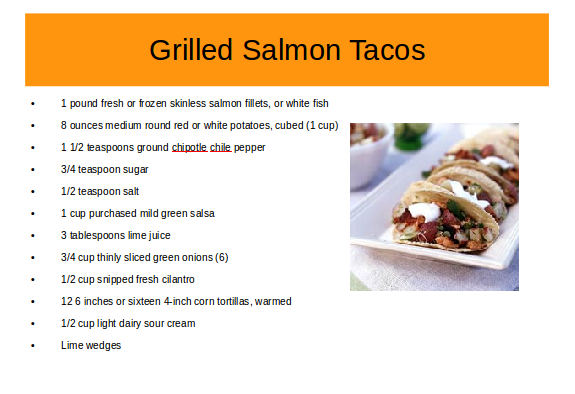 Grilled Salmon Tacos
• 1 pound fresh or frozen skinless salmon fillets, or white fish
• 8 ounces medium round red or white potatoes, cubed (1 cup)
• 1 1/2 teaspoons ground chipotle chile pepper
• 3/4 teaspoon sugar
• 1/2 teaspoon salt
• 1 cup purchased mild green salsa
• 3 tablespoons lime juice
• 3/4 cup thinly sliced green onions (6)
• 1/2 cup snipped fresh cilantro
• 12 6 inches or sixteen 4-inch corn tortillas, warmed
• 1/2 cup light dairy sour cream
• Lime wedges